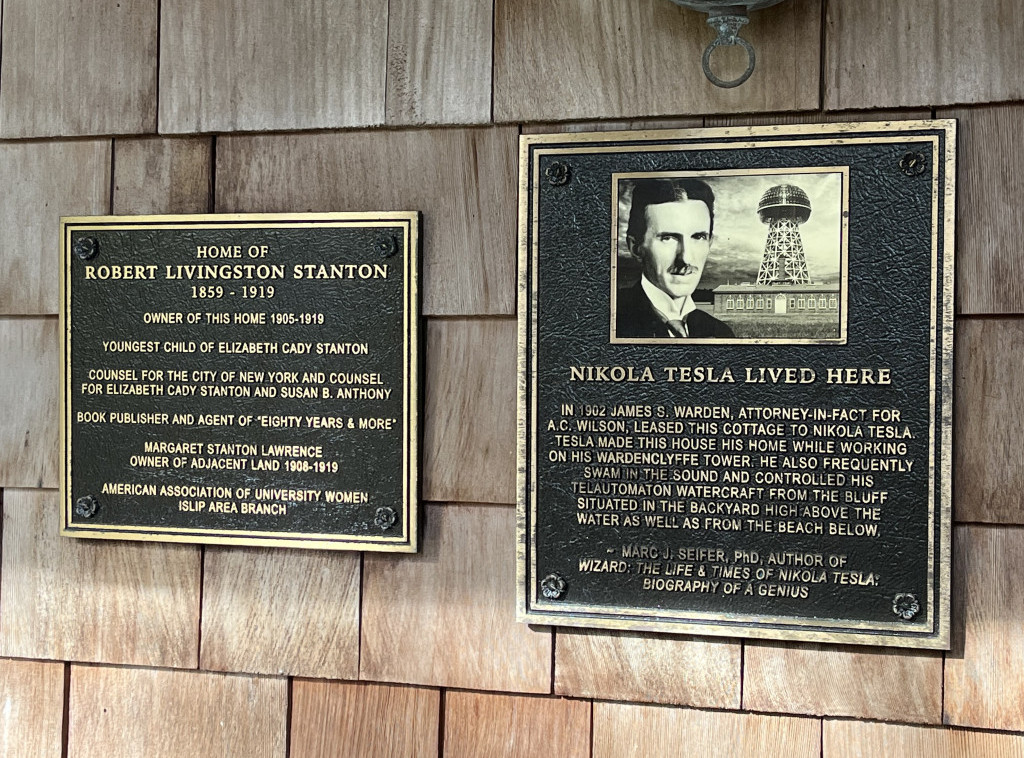 HOME OF
ROBERT LIVINGSTON STANTON
1859 - 1919
OWNER OF THIS HOME 1905-1919
YOUNGEST CHILD OF ELIZABETH CADY STANTON
COUNSEL FOR THE CITY OF NEW YORK AND COUNSEL
FOR ELIZABETH CADY STANTON AND SUSAN B. ANTHONY
BOOK PUBLISHER AND AGENT OF "EIGHTY YEARS & MORE"
MARGARET STANTON LAWRENCE
OWNER OF ADJACENT LAND 1908-1919
AMERICAN ASSOCIATION OF UNIVERSITY WOMEN
ISLIP AREA BRANCH
NIKOLA TESLA LIVED HERE
IN 1902 JAMES S. WARDEN, ATTORNEY-IN-FACT FOR
A.C. WILSON, LEASED THIS COTTAGE TO NIKOLA TESLA.
TESLA MADE THIS HOUSE HIS HOME WHILE WORKING
ON HIS WARDENCLYFFE TOWER. HE ALSO FREQUENTLY
SWAM IN THE SOUND AND CONTROLLED HIS
TELAUTOMATON WATERCRAFT FROM THE BLUFF
SITUATED IN THE BACKYARD HIGH ABOVE THE
WATER AS WELL AS FROM THE BEACH BELOW.
~ MARC J. SEIFER, PhD, AUTHOR OF
WIZARD: THE LIFE & TIMES OF NIKOLA TESLA:
BIOGRAPHY OF A GENIUS